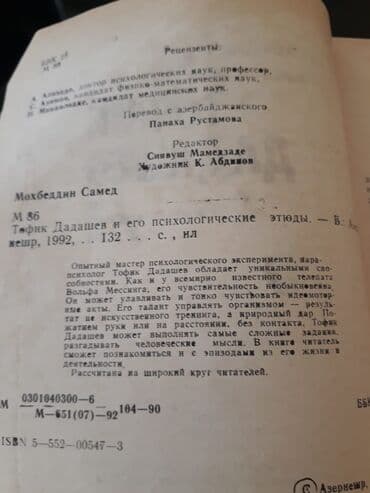 ББК 88
М 86
Рецензенты:
А. Ализаде, доктор психологических наук, профессор,
кандидат физико-математических наук,
кандидат медицинских наук.
Перевод с азербайджанского
Панаха Рустамова
Редактор
Сиявуш Мамедзаде
Художник К. Абдинов
Мохбеддин Самед
М 86
Тофик Дадашев и его психологические этюды. — Б.:
нешр, 1992, . . 132 . . . с., ил
Опытный мастер психологического эксперимента, пара-
психолог Тофик Дадашев обладает уникальными спо-
собностями. Как и у всемирно известного телепата
Вольфа Мессинга, его чувствительность необыкновенна
Он может улавливать и тонко чувствовать идеомотор-
ные акты. Его талант управлять организмом — резуль-
тат не искусственного тренинга, а природный дар По-
жатием руки или на расстоянии, без контакта, Тофик
Дадашев может выполнять самые сложные задания,
разгадывать человеческие мысли. В книге читатель
сможет познакомиться и с эпизодами из его жизни и
деятельности.
Рассчитана на широкий круг читателей.
М 0301040300—6 104—90
М—651(07)—92
ББК
ISBN 5—552—00547—3
© Азернешр,